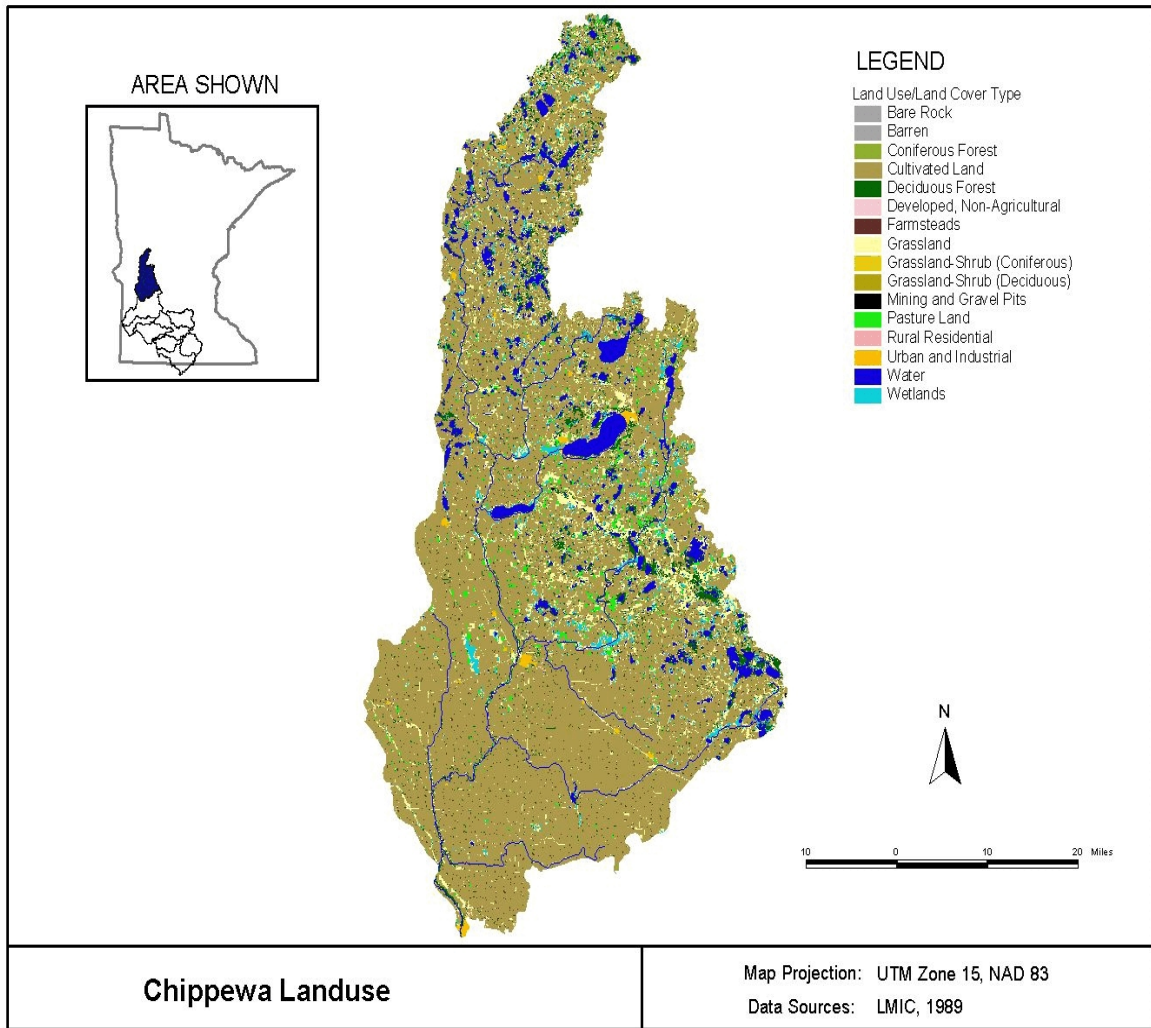 AREA SHOWN
LEGEND
Land Use/Land Cover Type
Bare Rock
Barren
Coniferous Forest
Cultivated Land
Deciduous Forest
Developed, Non-Agricultural
Farmsteads
Grassland
Grassland-Shrub (Coniferous)
Grassland-Shrub (Deciduous)
Mining and Gravel Pits
Pasture Land
Rural Residential
Urban and Industrial
Water
Wetlands
N
10 0 10 20 Miles
Chippewa Landuse
Map Projection: UTM Zone 15, NAD 83
Data Sources: LMIC, 1989